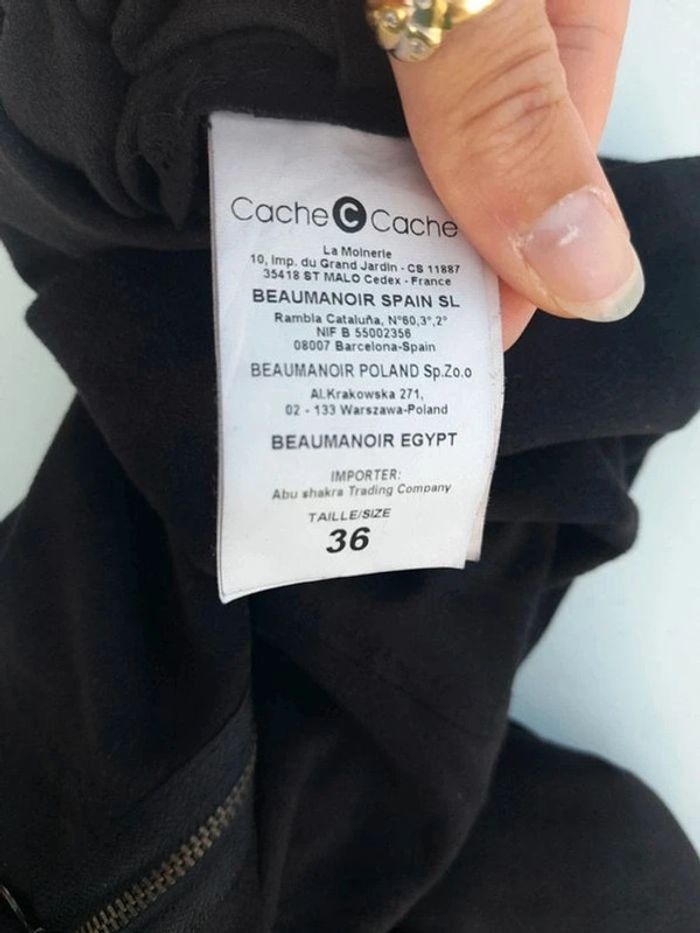 Cache C Cache
La Moinerie
10, Imp. du Grand Jardin - CS 11887
35418 ST MALO Cedex - France
BEAUMANOIR SPAIN SL
Rambla Cataluña, N°60,3°,2°
NIF B 55002356
08007 Barcelona-Spain
BEAUMANOIR POLAND Sp.Zo.o
Al.Krakowska 271,
02 - 133 Warszawa-Poland
BEAUMANOIR EGYPT
IMPORTER:
Abu shakra Trading Company
TAILLE/SIZE
36